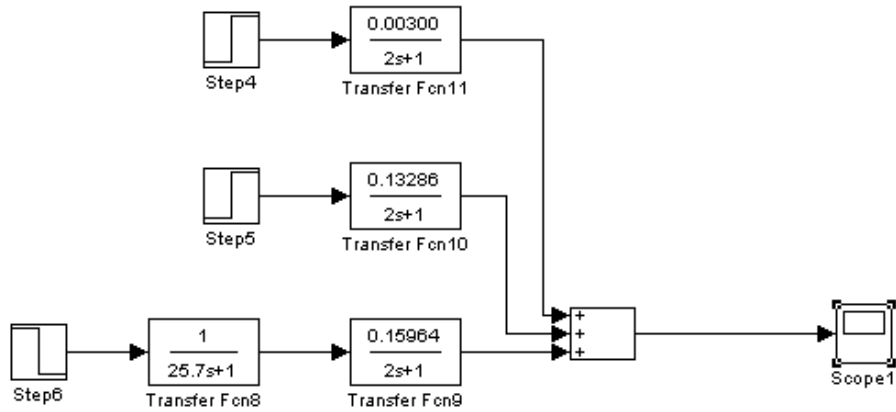 0.00300
2s+1
Step4
Transfer Fcn11
0.13286
2s+1
Step5
Transfer Fcn10
+
+
+
1
25.7s+1
0.15964
2s+1
Step6
Transfer Fcn8
Transfer Fcn9
Scope1